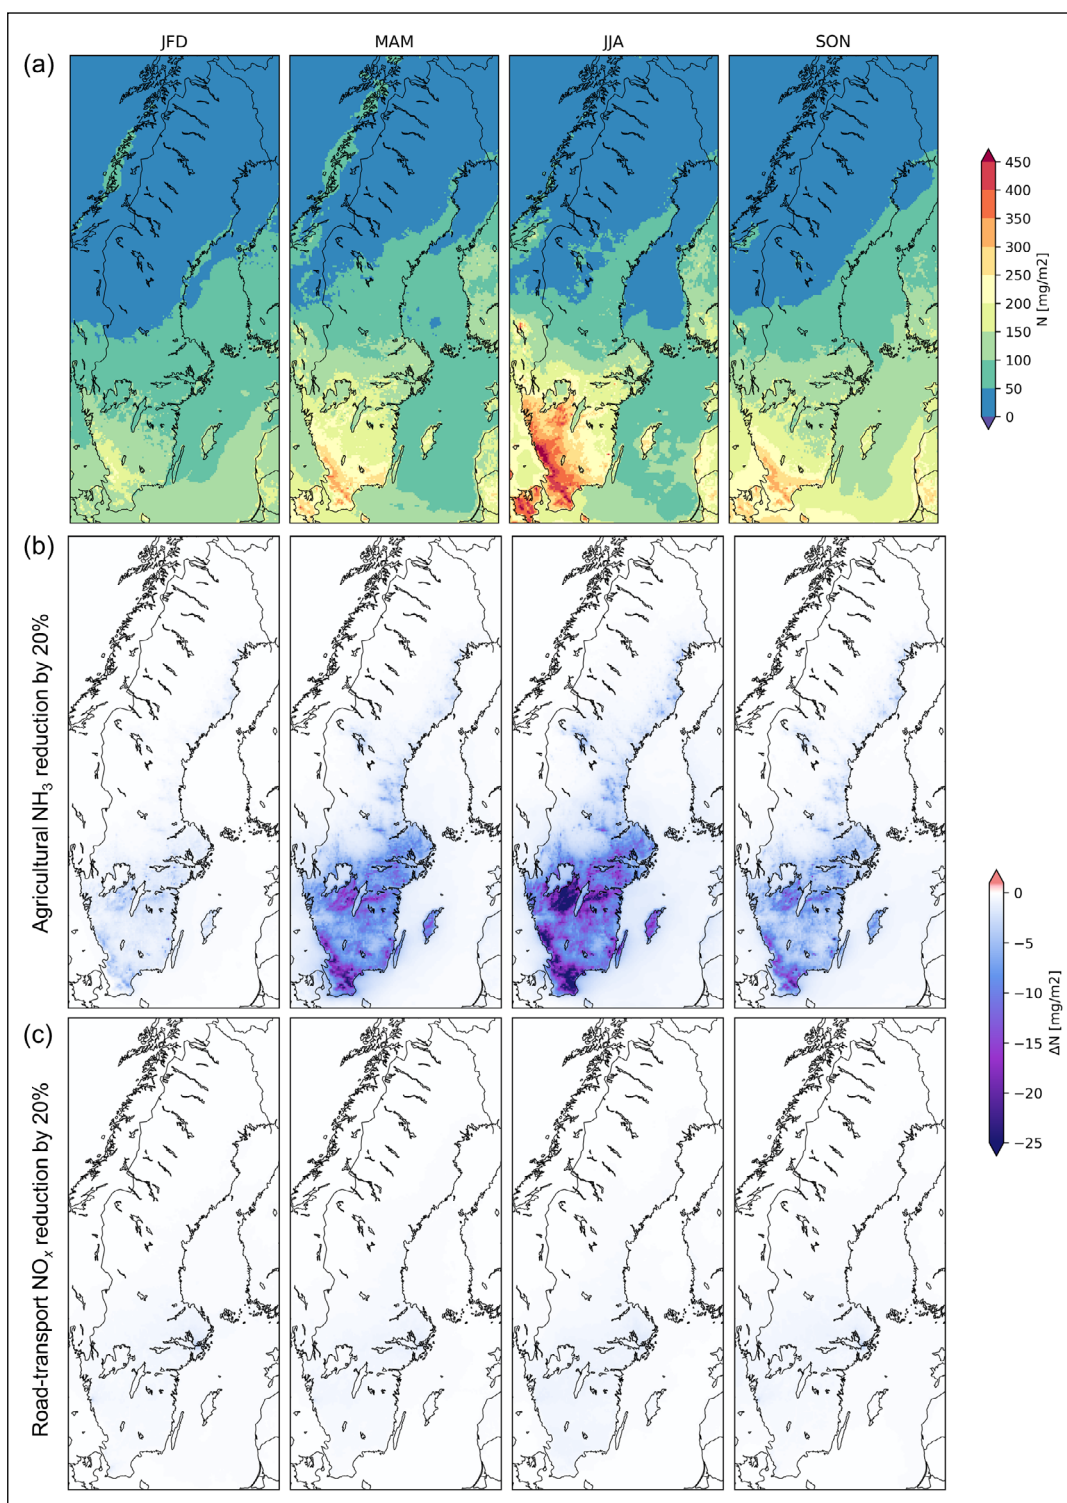 JFD MAM JJA SON
(a)
450
400
350
300
250
200
150
100
50
0
N [mg/m2]
(b)
Agricultural NH3 reduction by 20%
0
−5
−10
−15
−20
−25
ΔN [mg/m2]
(c)
Road-transport NOx reduction by 20%